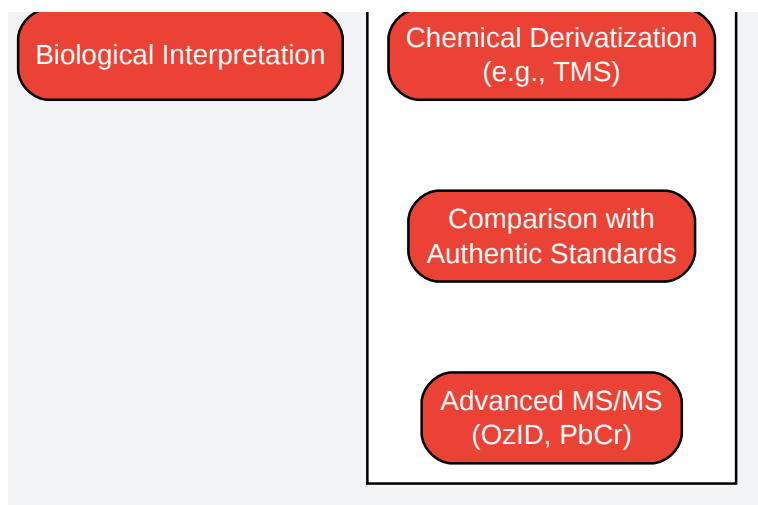 Biological Interpretation
Chemical Derivatization
(e.g., TMS)
Comparison with
Authentic Standards
Advanced MS/MS
(OzID, PbCr)